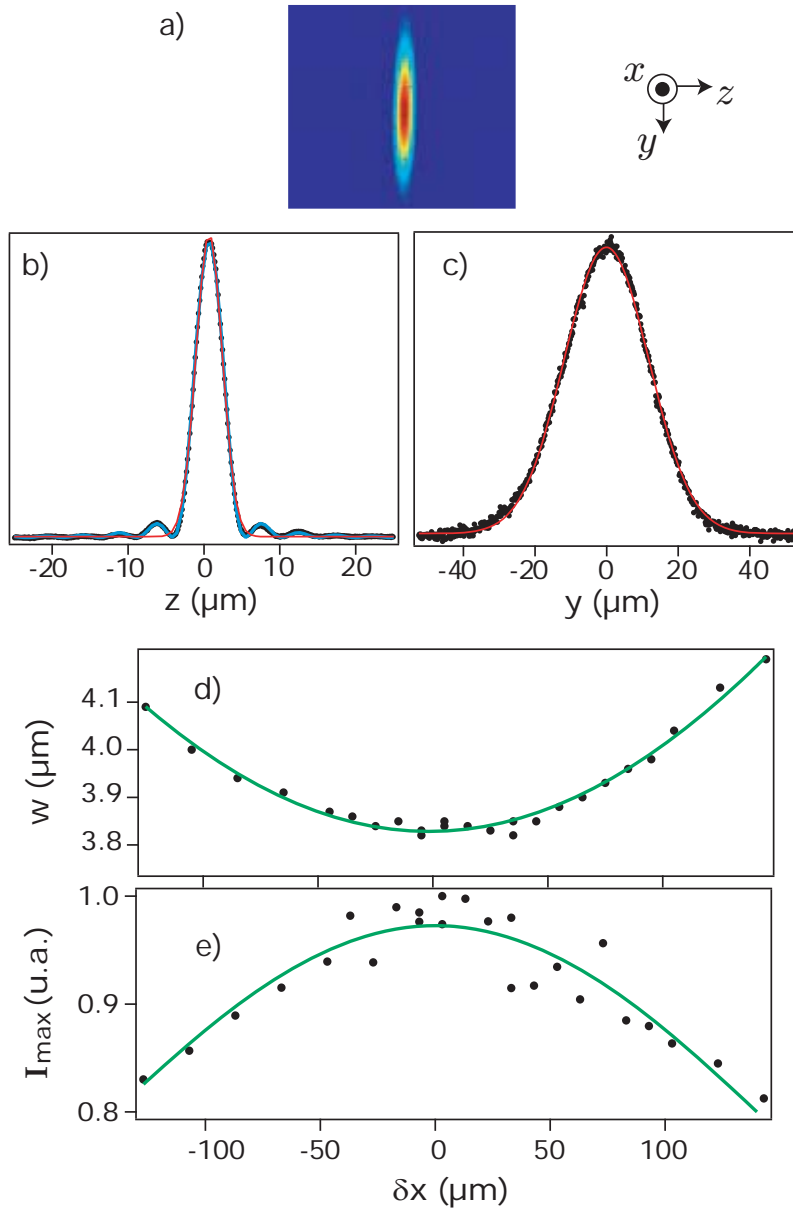 a)
x
z
y
b)
c)
-20 -10 0 10 20
z (µm)
-40 -20 0 20 40
y (µm)
d)
4.1
4.0
3.9
3.8
w (µm)
e)
1.0
0.9
0.8
Imax (u.a.)
-100 -50 0 50 100
δx (µm)